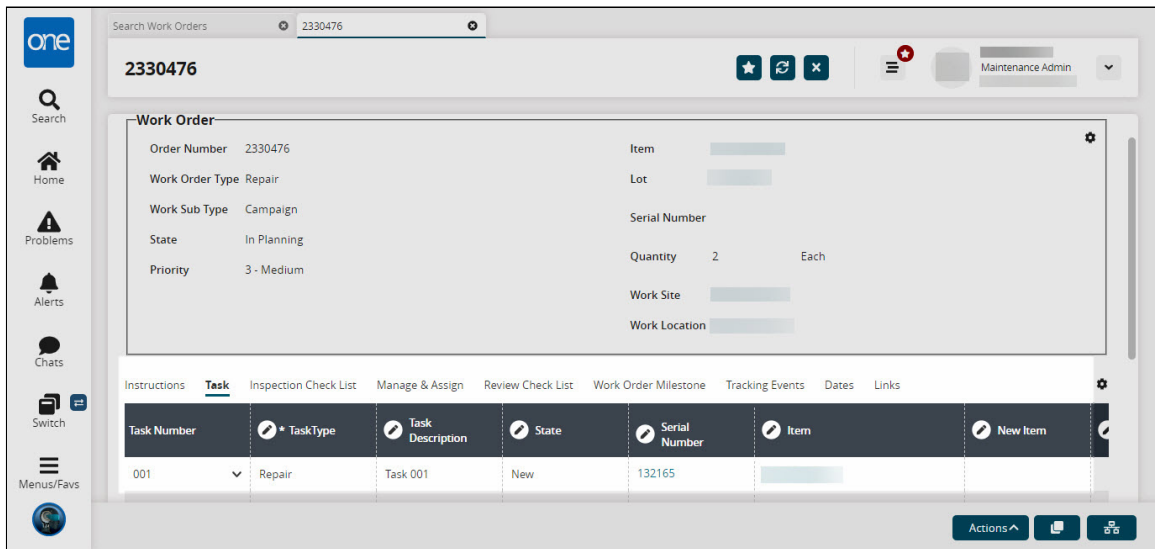 one
Search Work Orders
2330476
2330476
Maintenance Admin
Search
Home
Problems
Alerts
Chats
Switch
Menus/Favs
Work Order
Order Number 2330476
Work Order Type Repair
Work Sub Type Campaign
State In Planning
Priority 3 - Medium
Item
Lot
Serial Number
Quantity 2 Each
Work Site
Work Location
Instructions Task Inspection Check List Manage & Assign Review Check List Work Order Milestone Tracking Events Dates Links
Task Number * TaskType Task Description State Serial Number Item New Item
001 Repair Task 001 New 132165
Actions